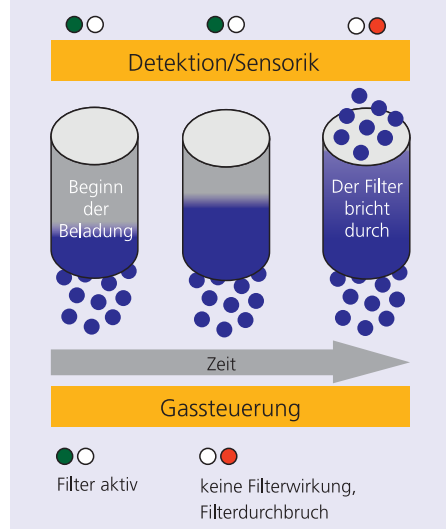 Detektion/Sensorik
Beginn
der
Beladung
Der Filter
bricht
durch
Zeit
Gassteuerung
Filter aktiv
keine Filterwirkung,
Filterdurchbruch